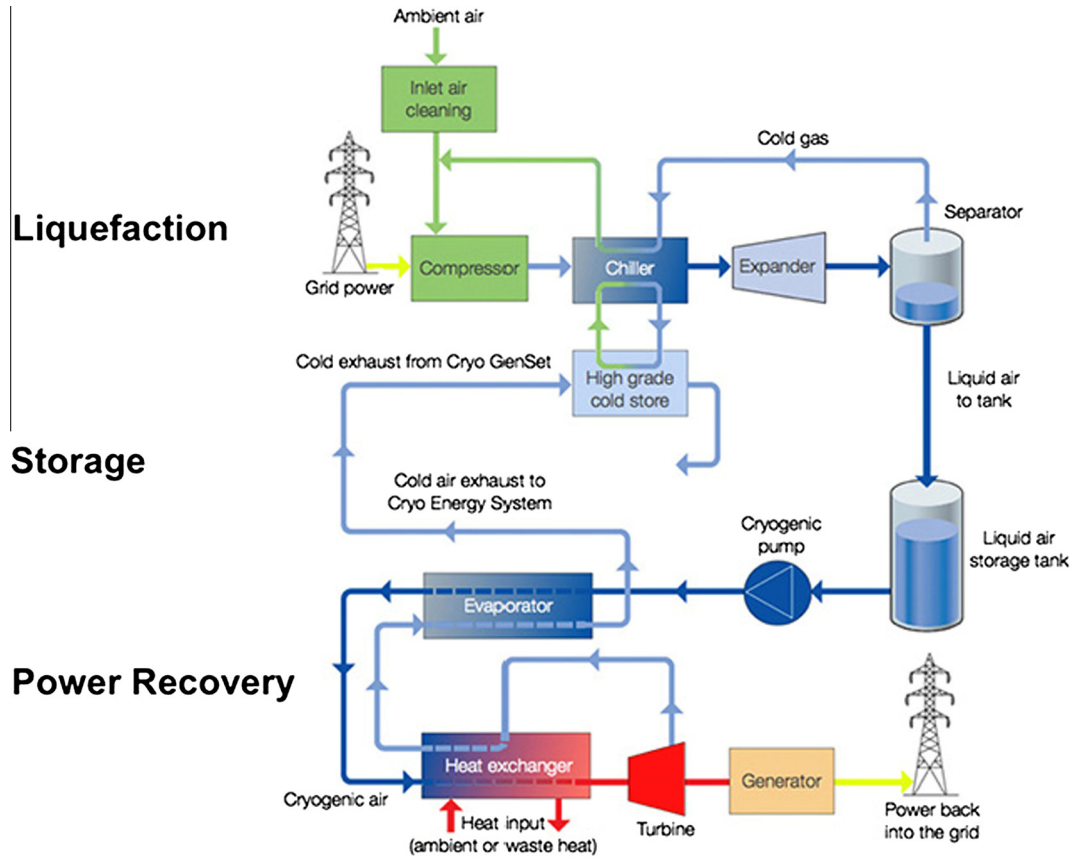 Ambient air
Inlet air
cleaning
Cold gas
Liquefaction
Separator
Compressor
Chiller
Expander
Grid power
Cold exhaust from Cryo GenSet
High grade
cold store
Liquid air
to tank
Storage
Cold air exhaust to
Cryo Energy System
Cryogenic
pump
Liquid air
storage tank
Evaporator
Power Recovery
Heat exchanger
Generator
Cryogenic air
Heat input
(ambient or waste heat)
Turbine
Power back
into the grid